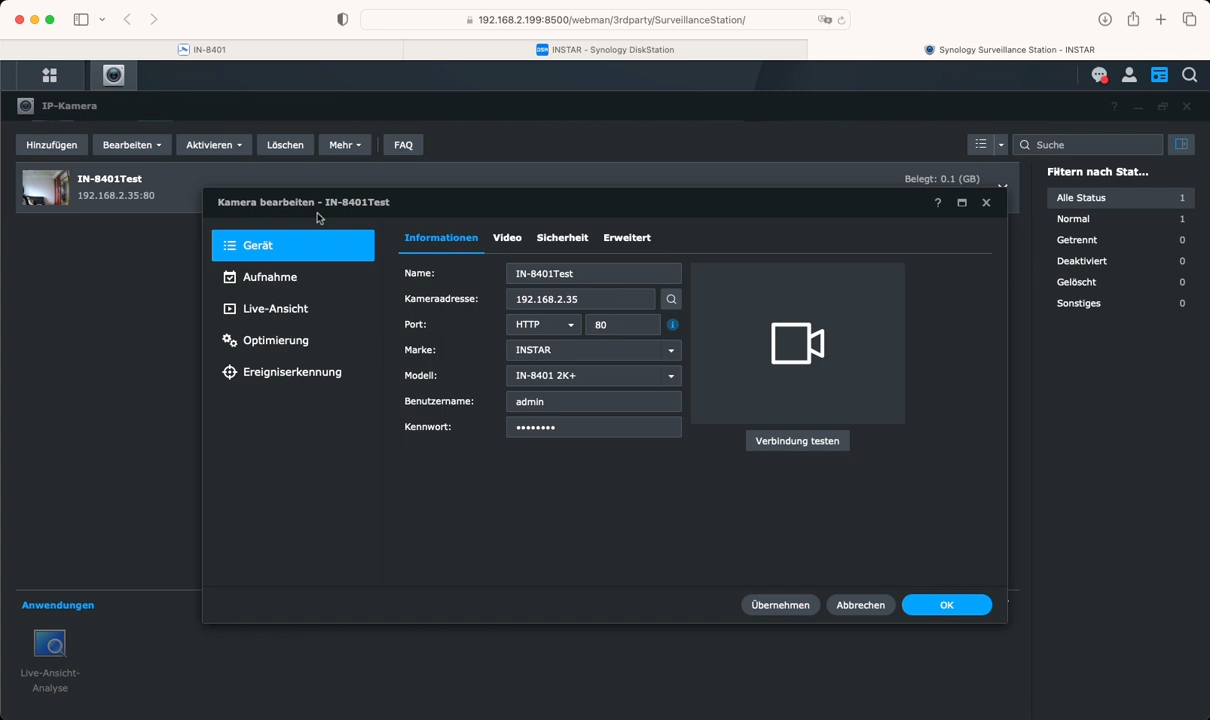 192.168.2.199:8500/webman/3rdparty/SurveillanceStation/
IN-8401
DSM INSTAR - Synology DiskStation
Synology Surveillance Station - INSTAR
IP-Kamera
?
Hinzufügen
Bearbeiten
Aktivieren
Löschen
Mehr
FAQ
Suche
IN-8401Test
192.168.2.35:80
Belegt: 0.1 (GB)
Filtern nach Stat...
Alle Status 1
Normal 1
Getrennt 0
Deaktiviert 0
Gelöscht 0
Sonstiges 0
Kamera bearbeiten - IN-8401Test
?
Gerät
Aufnahme
Live-Ansicht
Optimierung
Ereigniserkennung
Informationen Video Sicherheit Erweitert
Name: IN-8401Test
Kameraadresse: 192.168.2.35
Port: HTTP 80
Marke: INSTAR
Modell: IN-8401 2K+
Benutzername: admin
Kennwort: ••••••••
Verbindung testen
Übernehmen
Abbrechen
OK
Anwendungen
Live-Ansicht-
Analyse